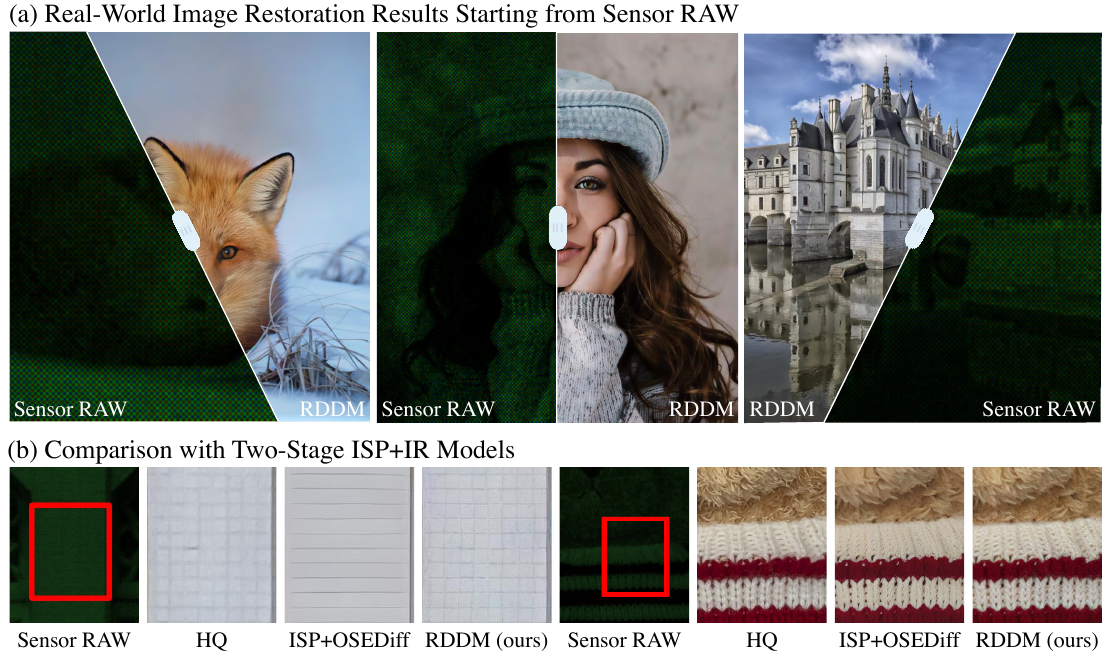 (a) Real-World Image Restoration Results Starting from Sensor RAW
Sensor RAW
RDDM
Sensor RAW
RDDM
RDDM
Sensor RAW
(b) Comparison with Two-Stage ISP+IR Models
Sensor RAW
HQ
ISP+OSEDiff
RDDM (ours)
Sensor RAW
HQ
ISP+OSEDiff
RDDM (ours)